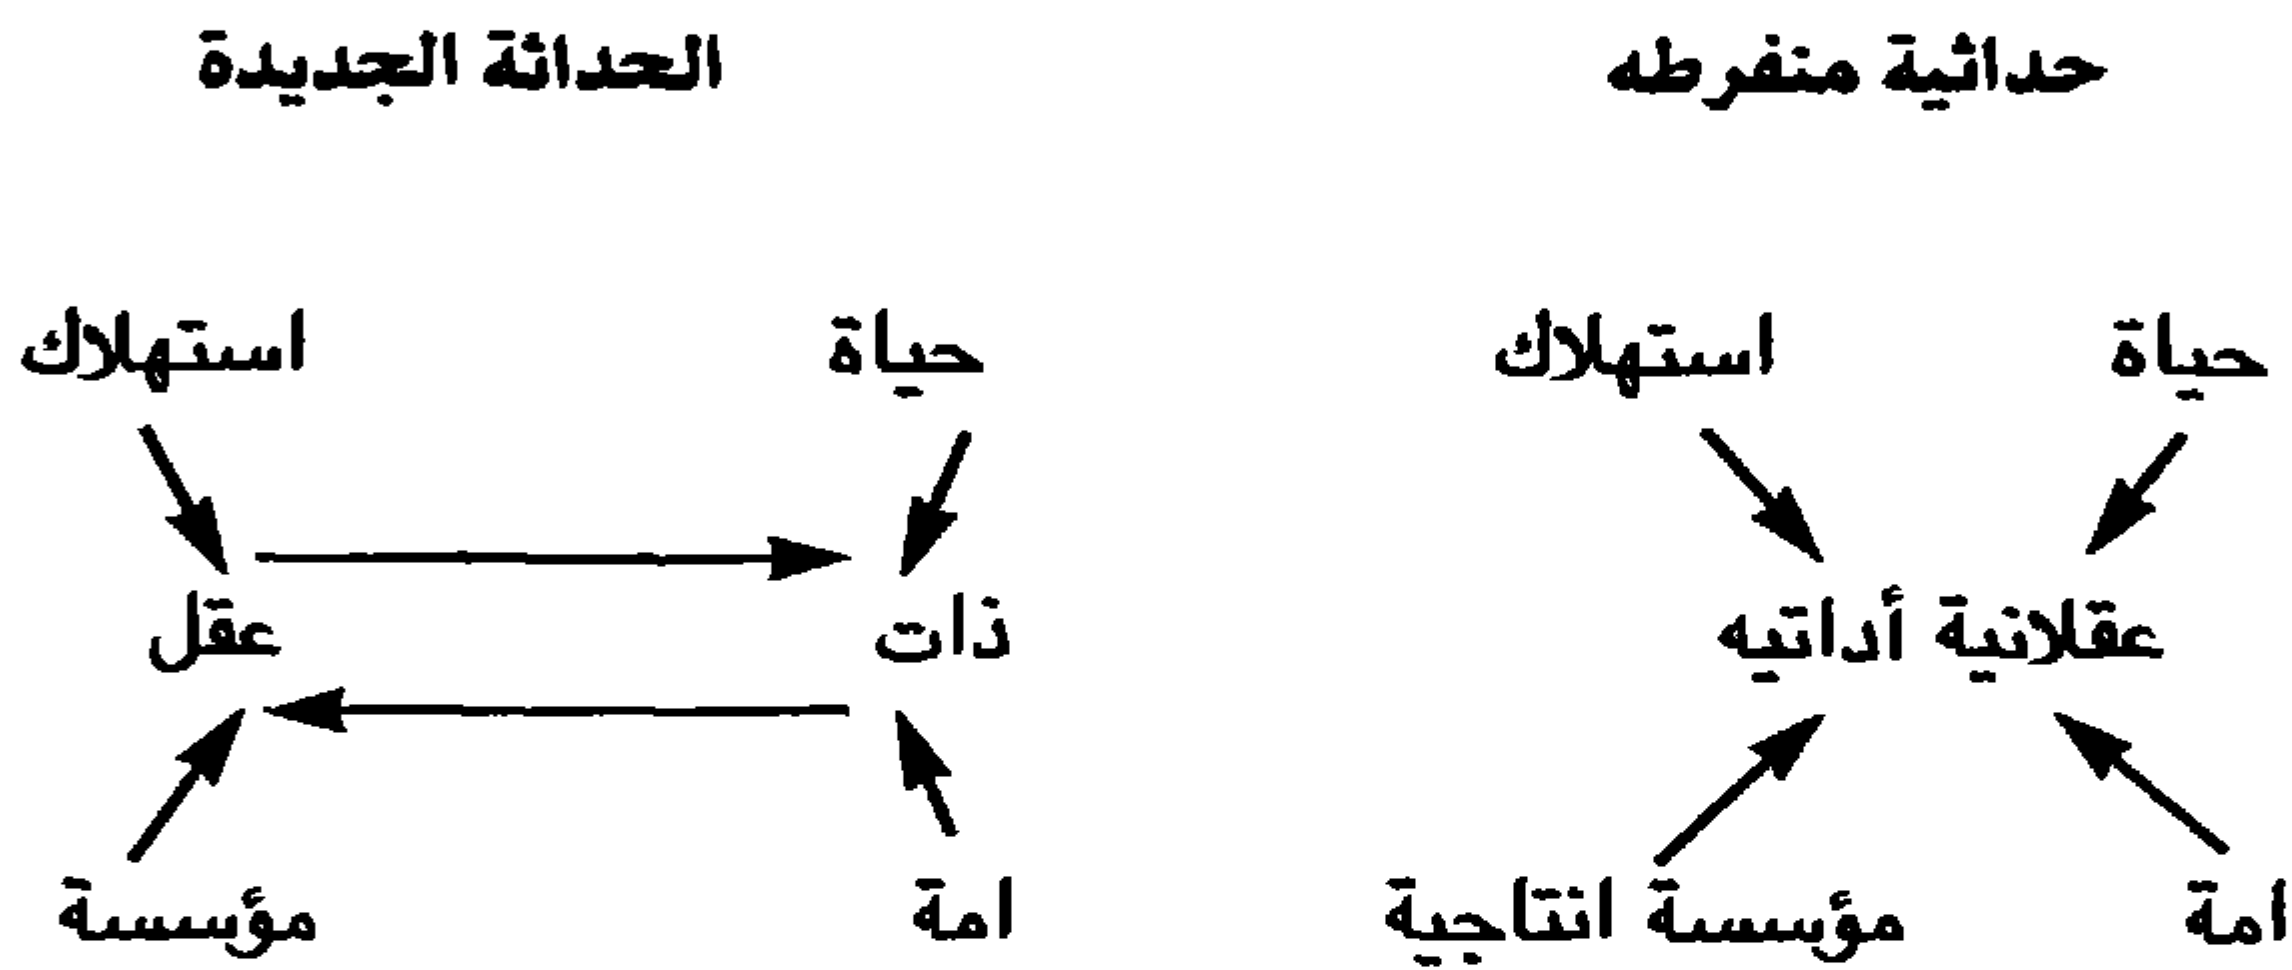 حداثية منفرطه
الحداثة الجديدة
حياة
استهلاك
حياة
استهلاك
عقلانية أداتيه
ذات
عقل
امة
مؤسسة انتاجية
امة
مؤسسة